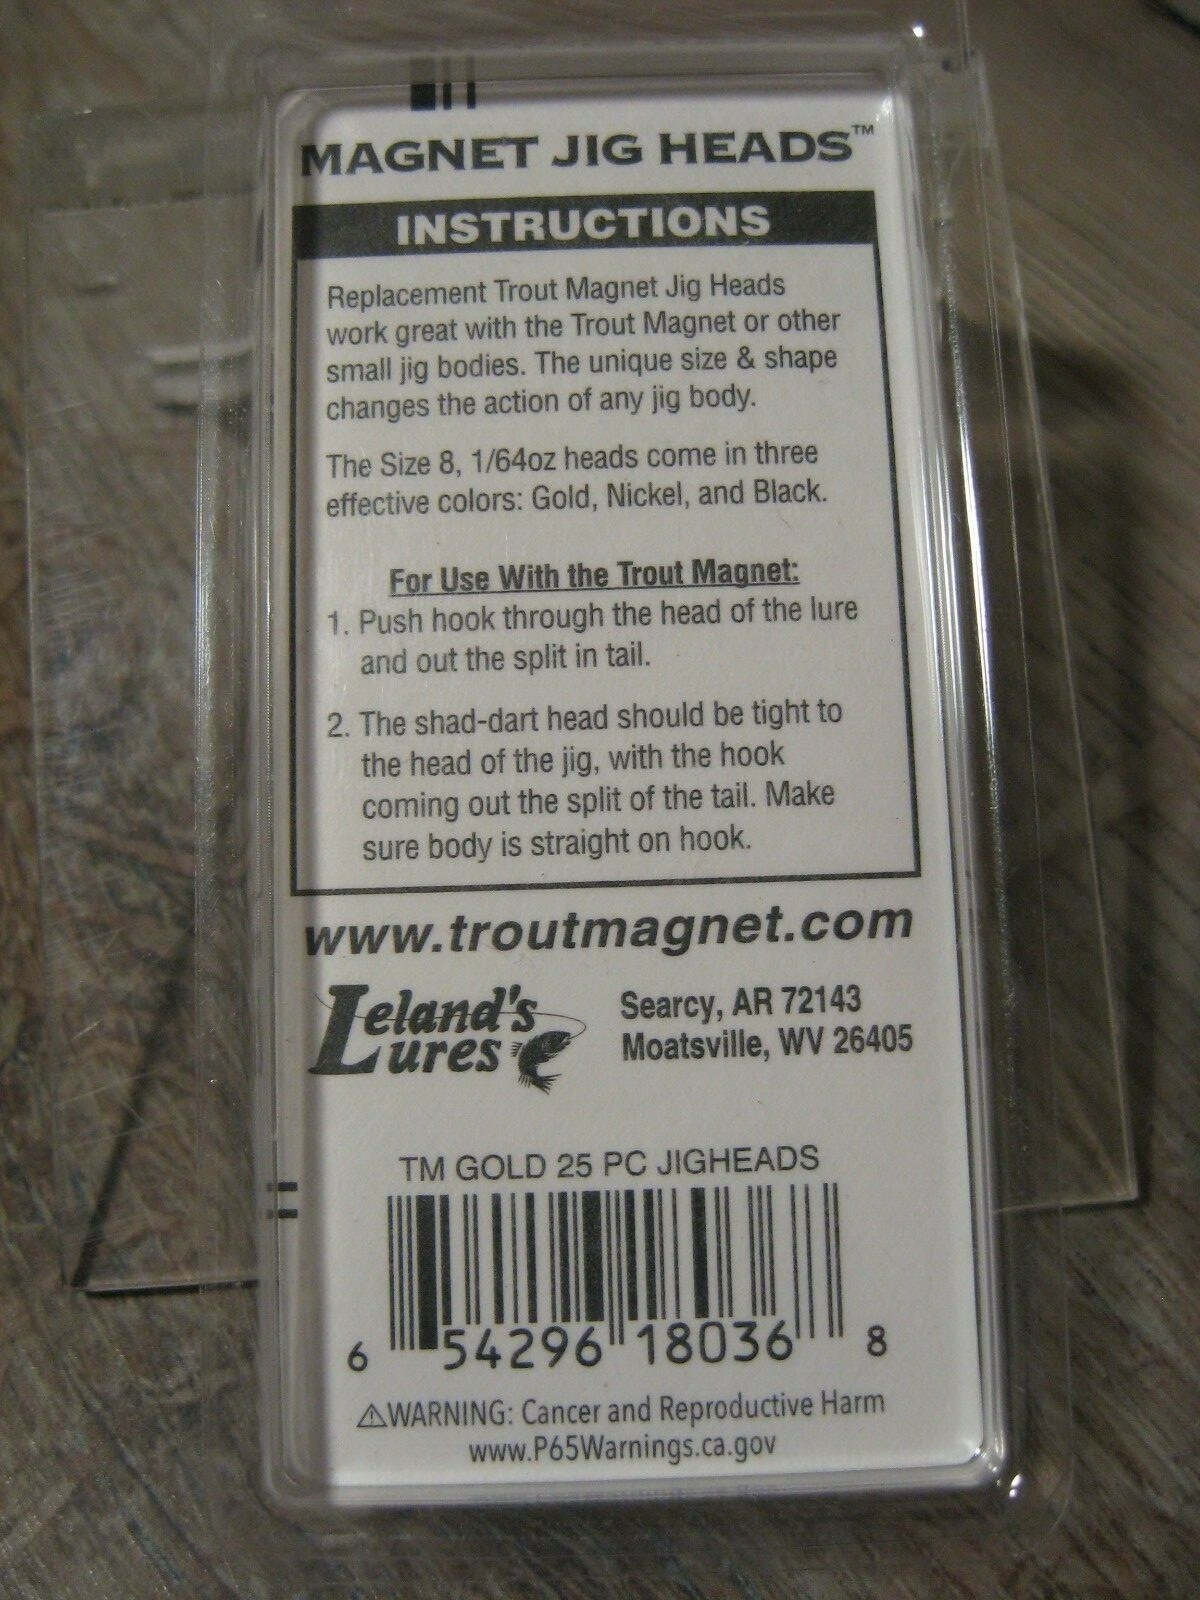 MAGNET JIG HEADS™
INSTRUCTIONS
Replacement Trout Magnet Jig Heads
work great with the Trout Magnet or other
small jig bodies. The unique size & shape
changes the action of any jig body.
The Size 8, 1/64oz heads come in three
effective colors: Gold, Nickel, and Black.
For Use With the Trout Magnet:
1. Push hook through the head of the lure
and out the split in tail.
2. The shad-dart head should be tight to
the head of the jig, with the hook
coming out the split of the tail. Make
sure body is straight on hook.
www.troutmagnet.com
Leland's
Lures
Searcy, AR 72143
Moatsville, WV 26405
TM GOLD 25 PC JIGHEADS
6 54296 18036 8
⚠WARNING: Cancer and Reproductive Harm
www.P65Warnings.ca.gov